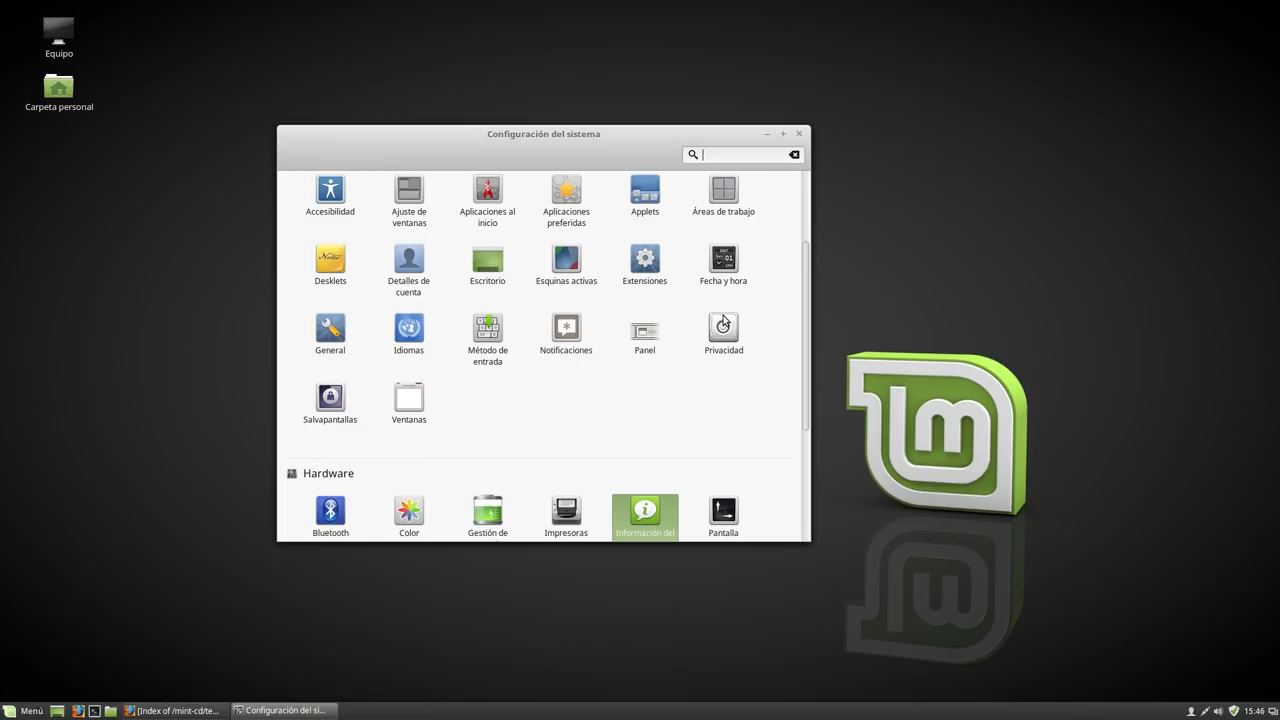 Equipo
Carpeta personal
Configuración del sistema
Accesibilidad
Ajuste de
ventanas
Aplicaciones al
inicio
Aplicaciones
preferidas
Applets
Áreas de trabajo
Desklets
Detalles de
cuenta
Escritorio
Esquinas activas
Extensiones
Fecha y hora
General
Idiomas
Método de
entrada
Notificaciones
Panel
Privacidad
Salvapantallas
Ventanas
Hardware
Bluetooth
Color
Gestión de
Impresoras
Información del
Pantalla
Menú
[Index of /mint-cd/te...
Configuración del si...
15:46